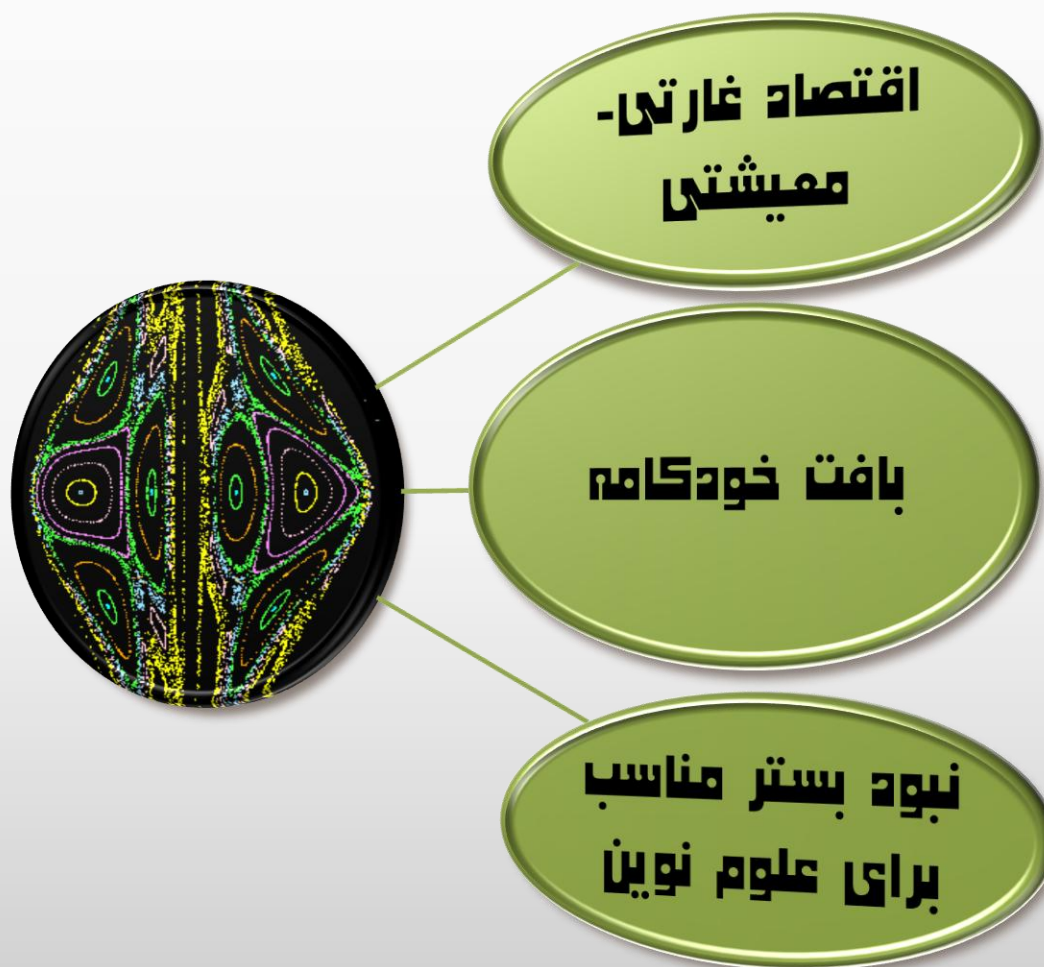 اقتصاد غارتی-
معیشتی
بافت خودکامه
نبود بستر مناسب
برای علوم نوین